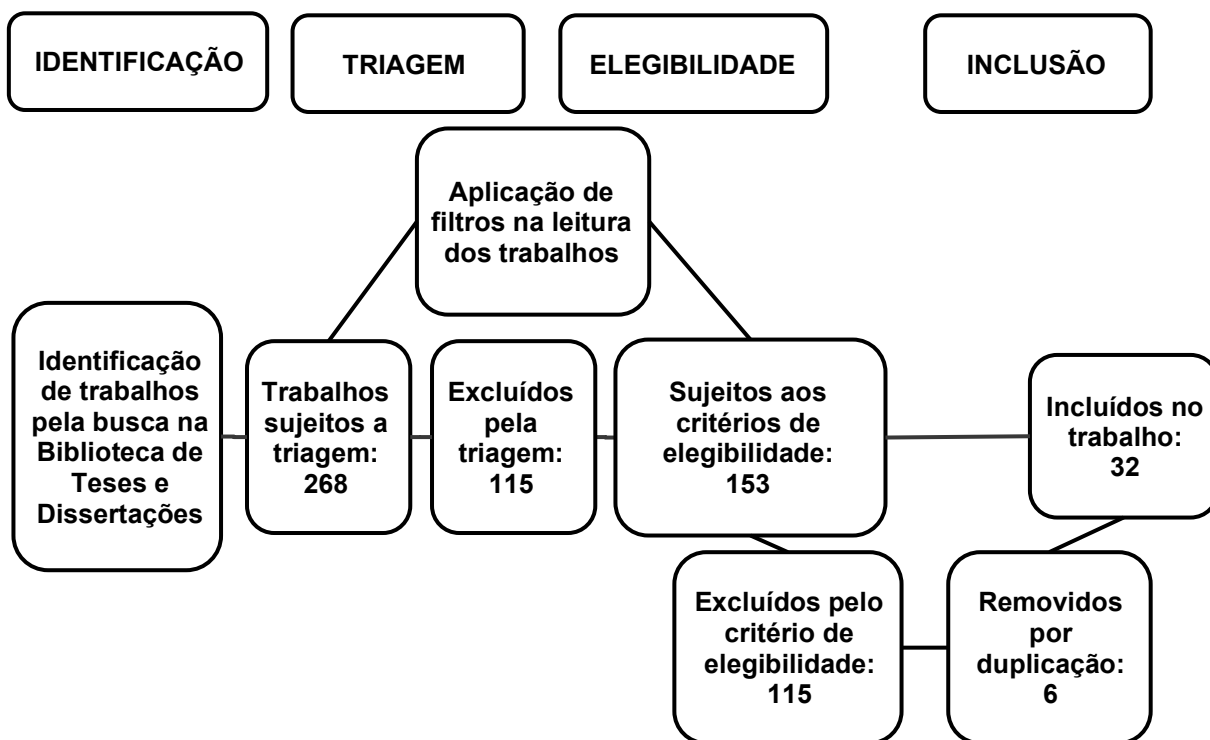 IDENTIFICAÇÃO
TRIAGEM
ELEGIBILIDADE
INCLUSÃO
Aplicação de
filtros na leitura
dos trabalhos
Identificação
de trabalhos
pela busca na
Biblioteca de
Teses e
Dissertações
Trabalhos
sujeitos a
triagem:
268
Excluídos
pela
triagem:
115
Sujeitos aos
critérios de
elegibilidade:
153
Incluídos no
trabalho:
32
Excluídos pelo
critério de
elegibilidade:
115
Removidos
por
duplicação:
6